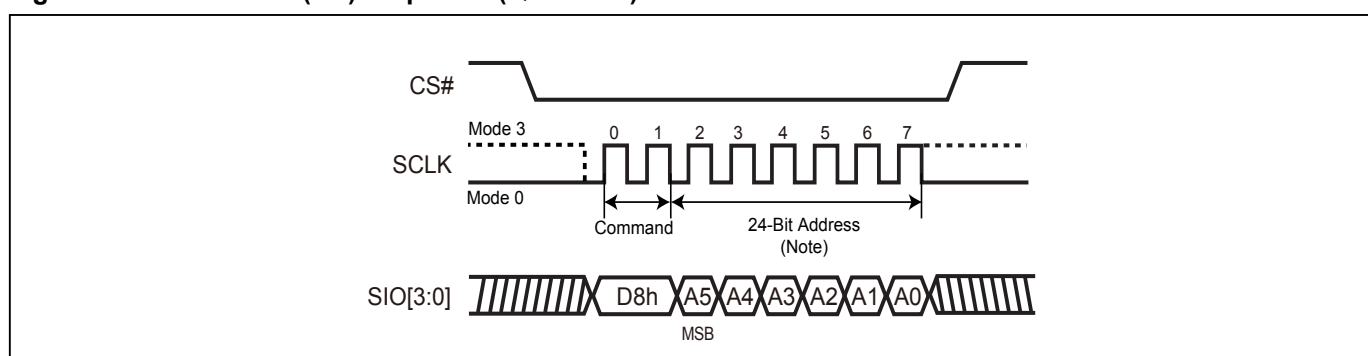 CS#
Mode 3
0 1 2 3 4 5 6 7
SCLK
Mode 0
Command
24-Bit Address
(Note)
SIO[3:0]
D8h A5 A4 A3 A2 A1 A0
MSB